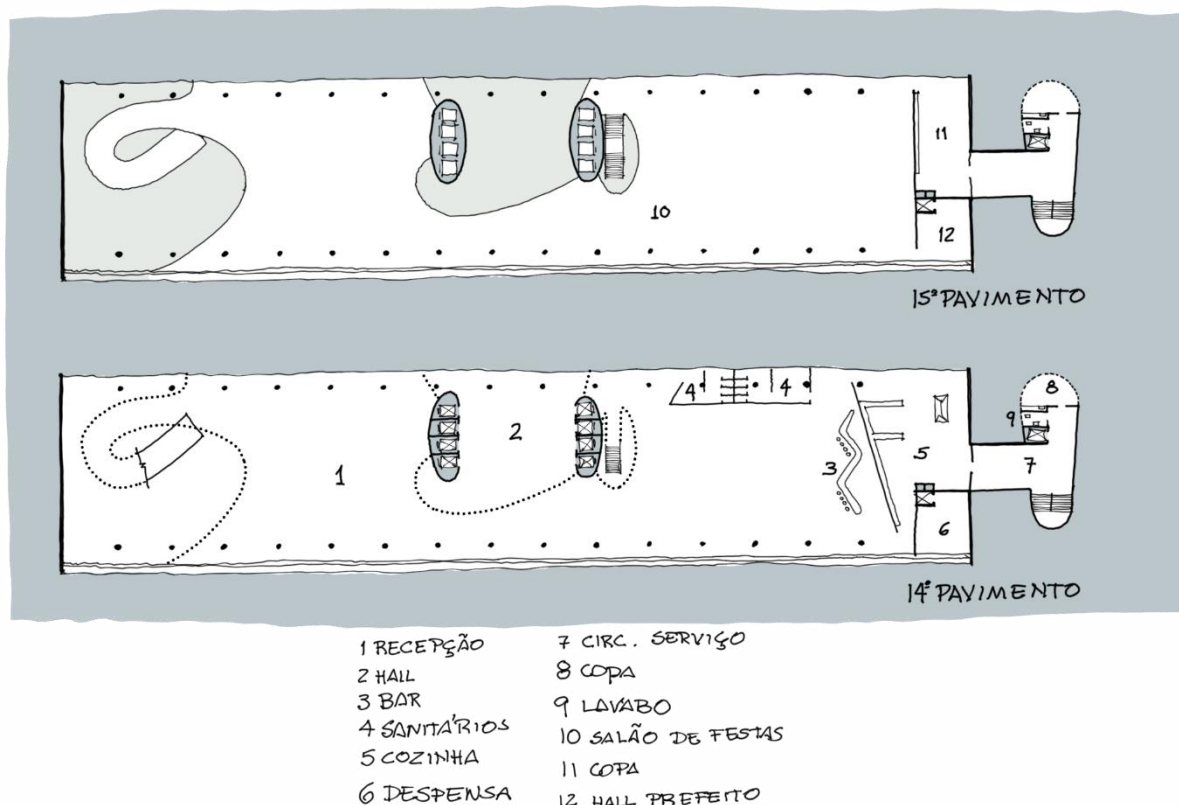 11
10
12
15º PAVIMENTO
4
4
8
2
9
3
5
7
1
6
14º PAVIMENTO
1 RECEPÇÃO
2 HALL
3 BAR
4 SANITÁRIOS
5 COZINHA
6 DESPENSA
7 CIRC. SERVIÇO
8 COPA
9 LAVABO
10 SALÃO DE FESTAS
11 COPA
12 HALL PREFEITO